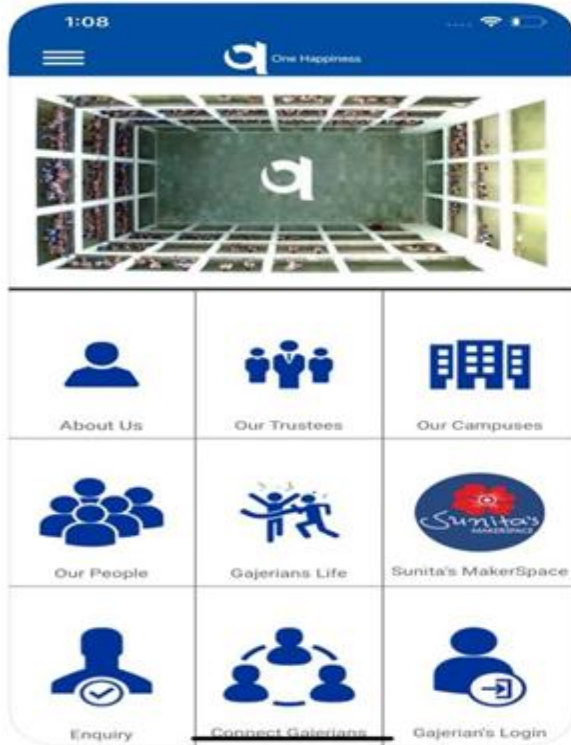 1:08
One Happiness
About Us
Our Trustees
Our Campuses
Our People
Gajerians Life
Sunita's
MAKERSPACE
Sunita's MakerSpace
Enquiry
Connect Gajerians
Gajerian's Login